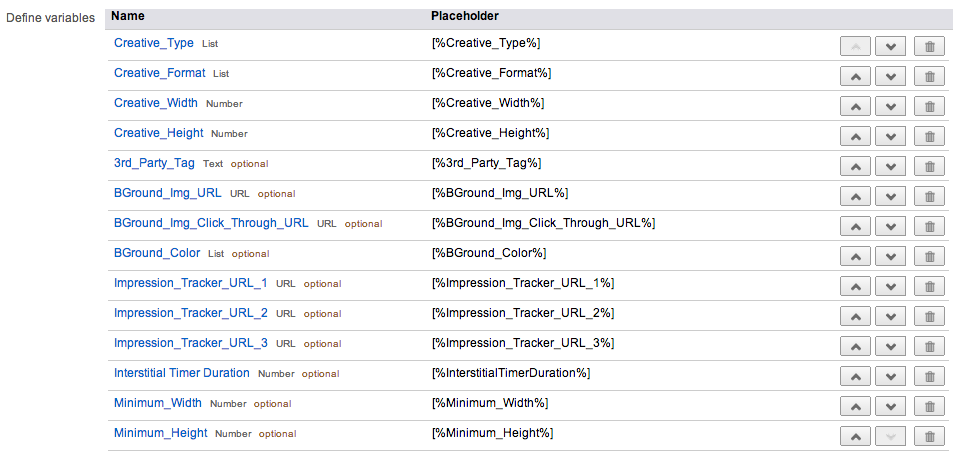 Define variables Name Placeholder
Creative_Type List [%Creative_Type%]
Creative_Format List [%Creative_Format%]
Creative_Width Number [%Creative_Width%]
Creative_Height Number [%Creative_Height%]
3rd_Party_Tag Text optional [%3rd_Party_Tag%]
BGround_Img_URL URL optional [%BGround_Img_URL%]
BGround_Img_Click_Through_URL URL optional [%BGround_Img_Click_Through_URL%]
BGround_Color List optional [%BGround_Color%]
Impression_Tracker_URL_1 URL optional [%Impression_Tracker_URL_1%]
Impression_Tracker_URL_2 URL optional [%Impression_Tracker_URL_2%]
Impression_Tracker_URL_3 URL optional [%Impression_Tracker_URL_3%]
Interstitial Timer Duration Number optional [%InterstitialTimerDuration%]
Minimum_Width Number optional [%Minimum_Width%]
Minimum_Height Number optional [%Minimum_Height%]